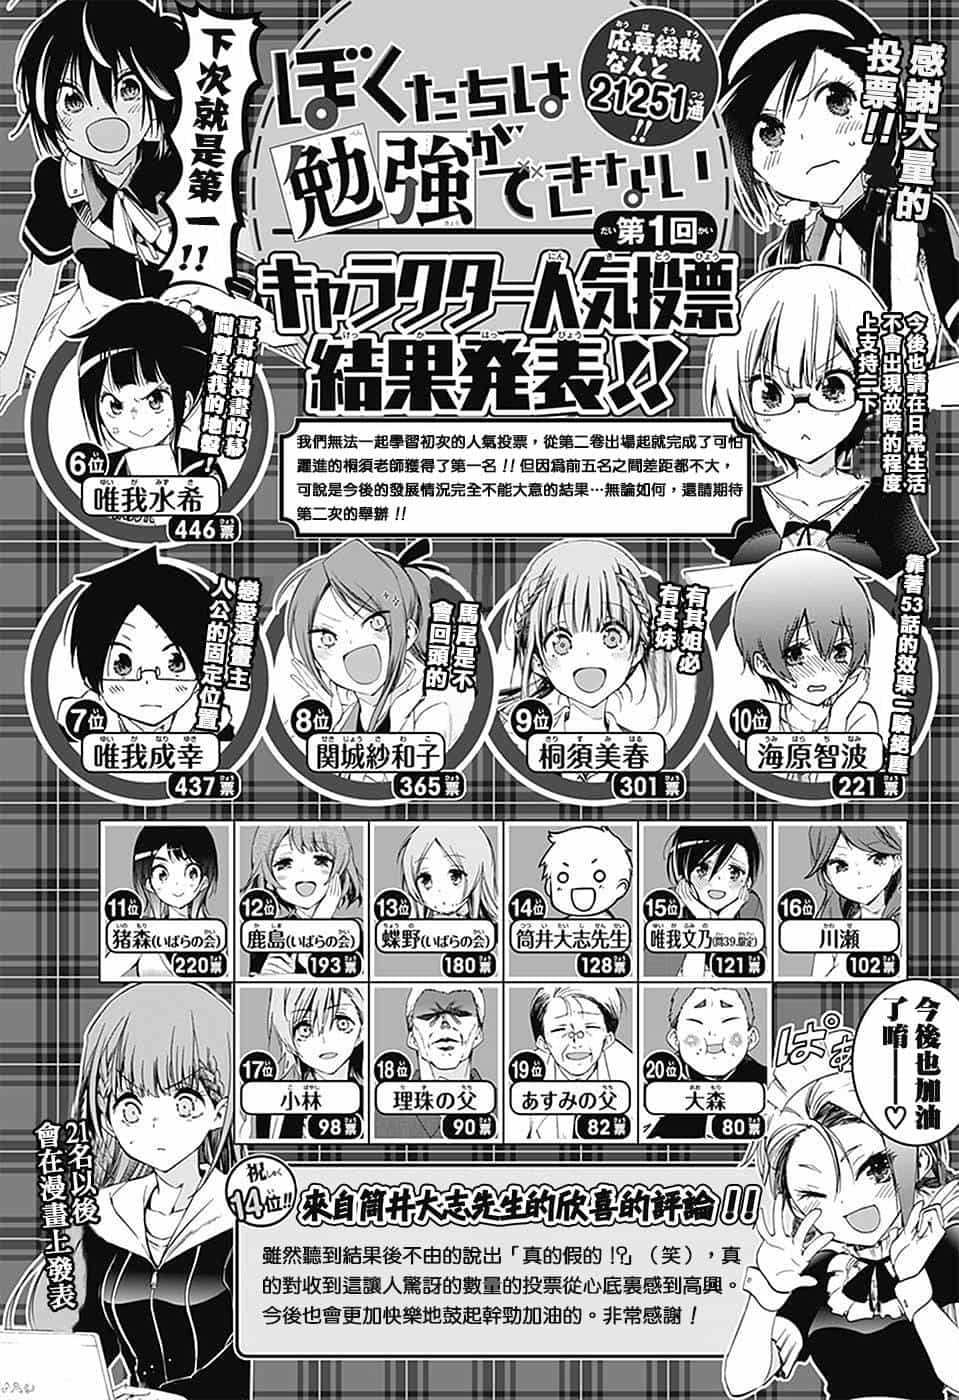 下次就是第一!!
ぼくたちは
勉強ができない
応募総数
なんと
21251通
!!
感謝大量的
投票!!
第1回
キャラクター人気投票
結果発表!!
我們無法一起學習初次的人氣投票，從第二卷出場起就完成了可怕
躍進的桐須老師獲得了第一名!!但因爲前五名之間差距都不大，
可說是今後的發展情況完全不能大意的結果…無論如何，還請期待
第二次的舉辦!!
今後也請在日常生活
不會出現故障的程度
上支持一下
哥哥和漫畫的幕
間劇是我的地盤!
6位
唯我水希
446票
戀愛漫畫主
人公的固定位置
7位
唯我成幸
437票
馬尾是不
會回頭的
8位
関城紗和子
365票
有其姐必
有其妹
9位
桐須美春
301票
靠著53話的效果一騎絕塵
10位
海原智波
221票
11位
猪森(いばらの会)
220票
12位
鹿島(いばらの会)
193票
13位
蝶野(いばらの会)
180票
14位
筒井大志先生
128票
15位
唯我文乃(問39.限定)
121票
16位
川瀬
102票
17位
小林
98票
18位
理珠の父
90票
19位
あすみの父
82票
20位
大森
80票
ぱぁ
今後也加油
了唷——♡
21名以後
會在漫畫上發表
祝
14位!!
來自筒井大志先生的欣喜的評論!!
雖然聽到結果後不由的說出「真的假的!?」（笑），真
的對收到這讓人驚訝的數量的投票從心底裏感到高興。
今後也會更加快樂地鼓起幹勁加油的。非常感謝！